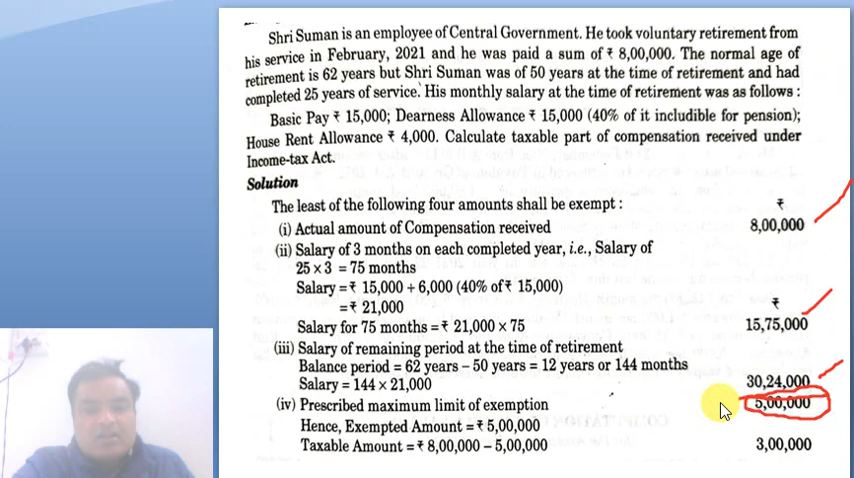 Shri Suman is an employee of Central Government. He took voluntary retirement from
his service in February, 2021 and he was paid a sum of ₹ 8,00,000. The normal age of
retirement is 62 years but Shri Suman was of 50 years at the time of retirement and had
completed 25 years of service. His monthly salary at the time of retirement was as follows :
Basic Pay ₹ 15,000; Dearness Allowance ₹ 15,000 (40% of it includible for pension);
House Rent Allowance ₹ 4,000. Calculate taxable part of compensation received under
Income-tax Act.
Solution
The least of the following four amounts shall be exempt : ₹
(i) Actual amount of Compensation received 8,00,000
(ii) Salary of 3 months on each completed year, i.e., Salary of
25 × 3 = 75 months
Salary = ₹ 15,000 + 6,000 (40% of ₹ 15,000)
= ₹ 21,000 ₹
Salary for 75 months = ₹ 21,000 × 75 15,75,000
(iii) Salary of remaining period at the time of retirement
Balance period = 62 years – 50 years = 12 years or 144 months
Salary = 144 × 21,000 30,24,000
(iv) Prescribed maximum limit of exemption 5,00,000
Hence, Exempted Amount = ₹ 5,00,000
Taxable Amount = ₹ 8,00,000 – 5,00,000 3,00,000